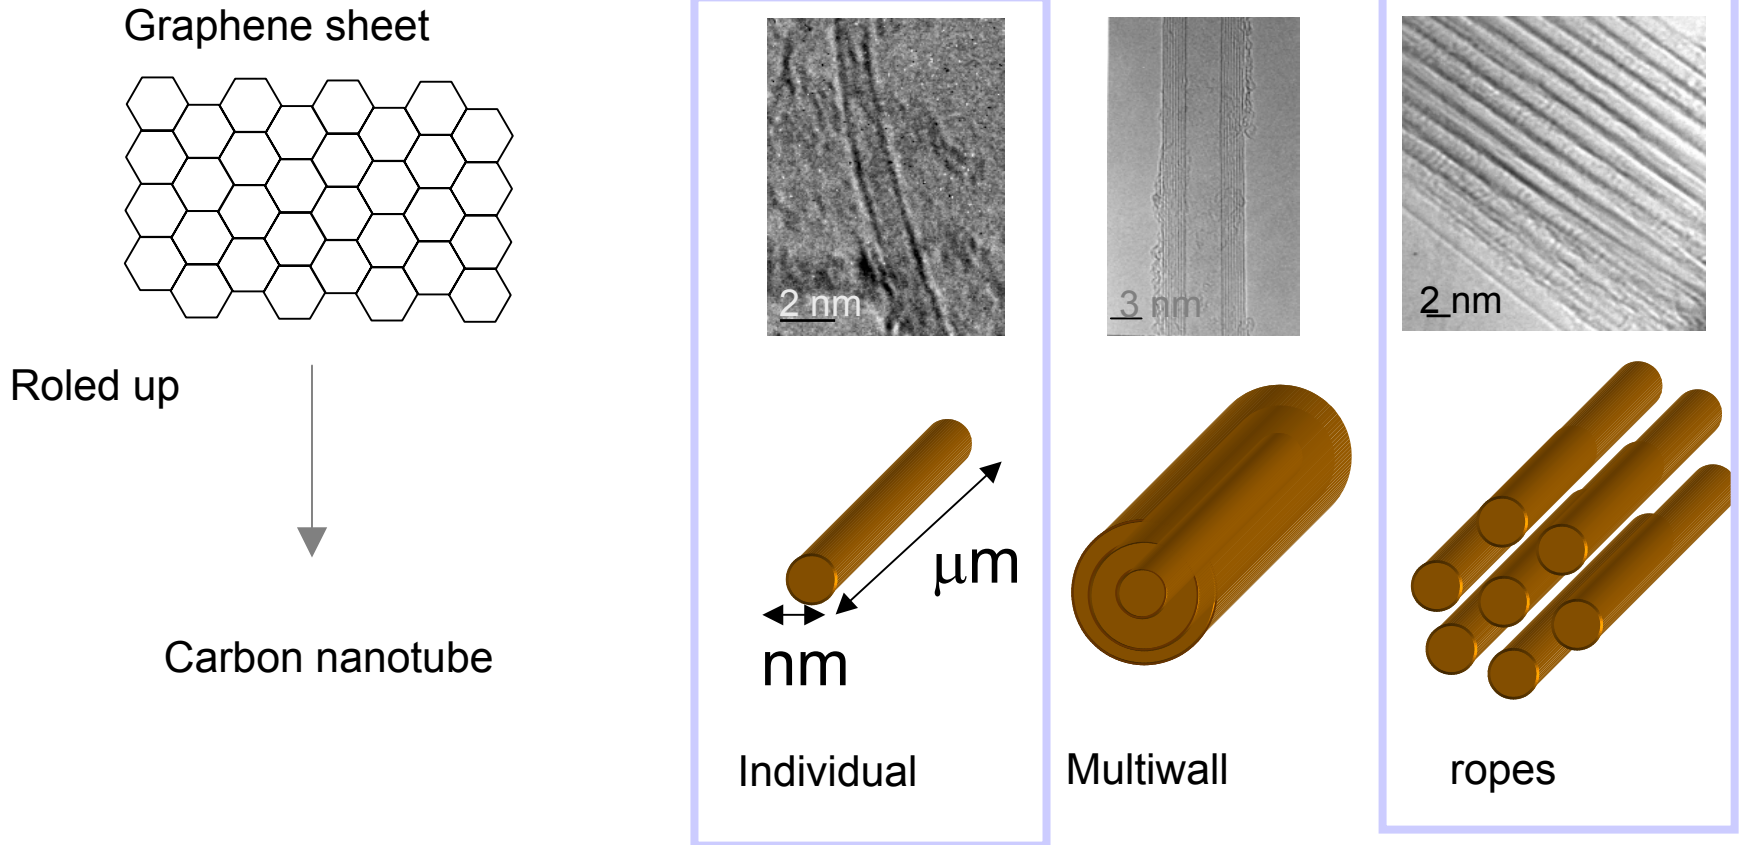 Graphene sheet
Roled up
Carbon nanotube
2 nm
3 nm
2 nm
μm
nm
Individual
Multiwall
ropes